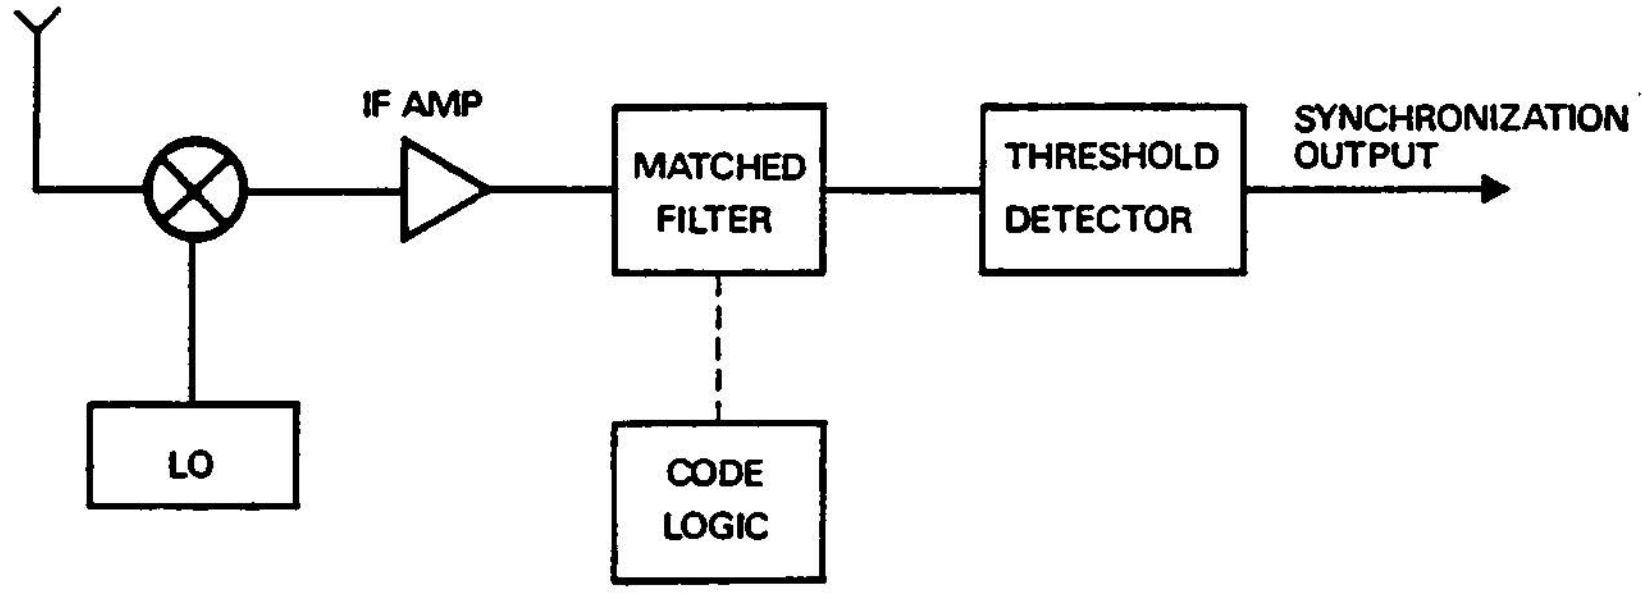 IF AMP
MATCHED
FILTER
THRESHOLD
DETECTOR
SYNCHRONIZATION
OUTPUT
LO
CODE
LOGIC